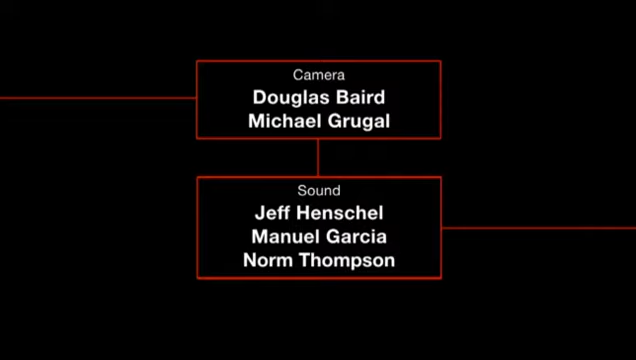 Camera
Douglas Baird
Michael Grugal
Sound
Jeff Henschel
Manuel Garcia
Norm Thompson